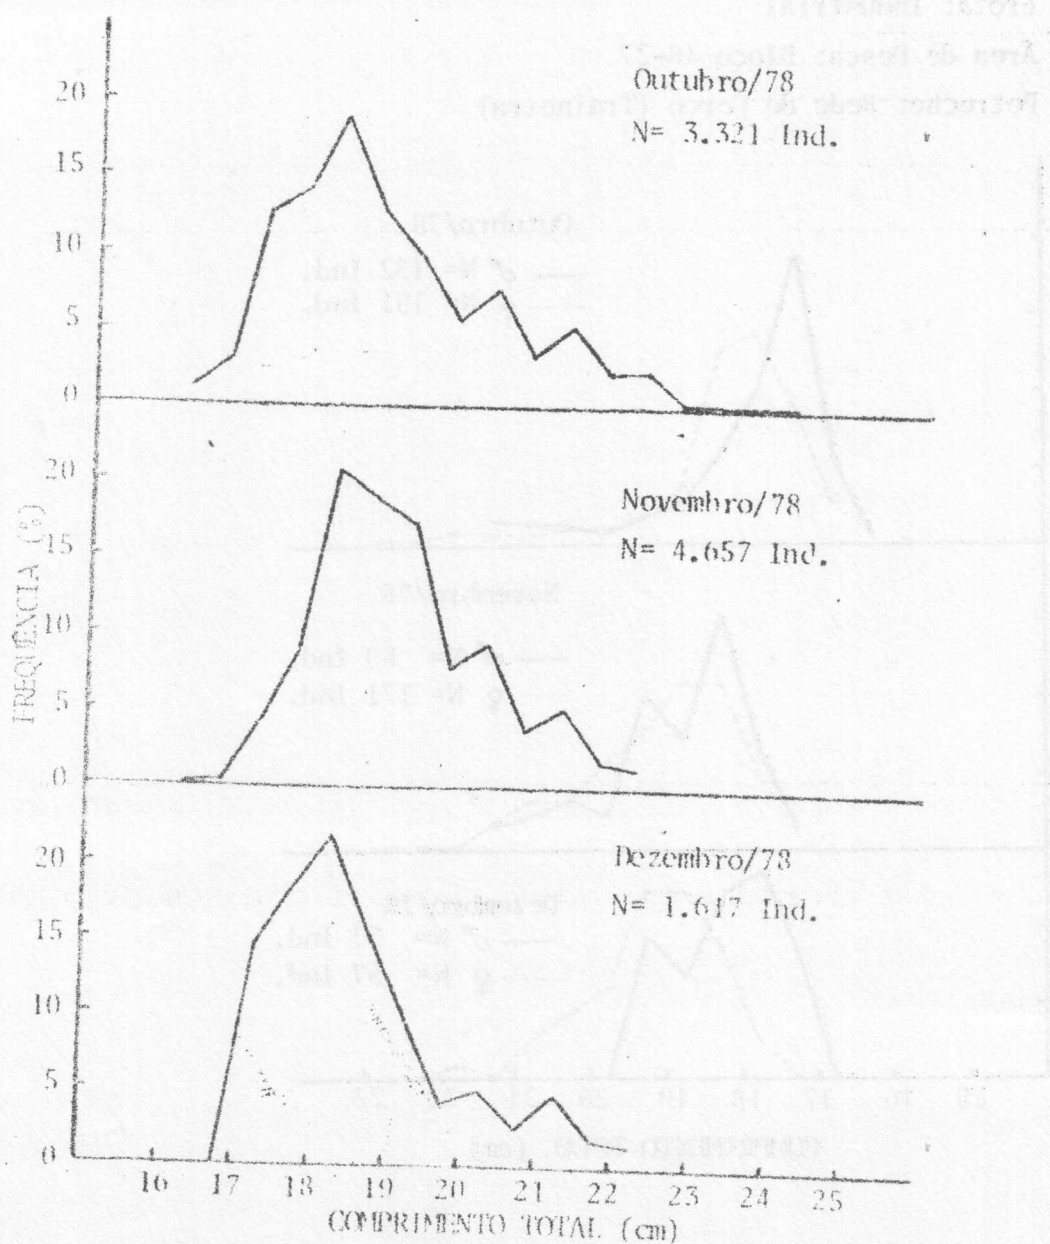 Outubro/78
N= 3.321 Ind.
20
15
10
5
0
Novembro/78
N= 4.657 Ind.
20
15
10
5
0
Dezembro/78
N= 1.617 Ind.
20
15
10
5
0
FREQUÊNCIA (%)
16 17 18 19 20 21 22 23 24 25
COMPRIMENTO TOTAL (cm)